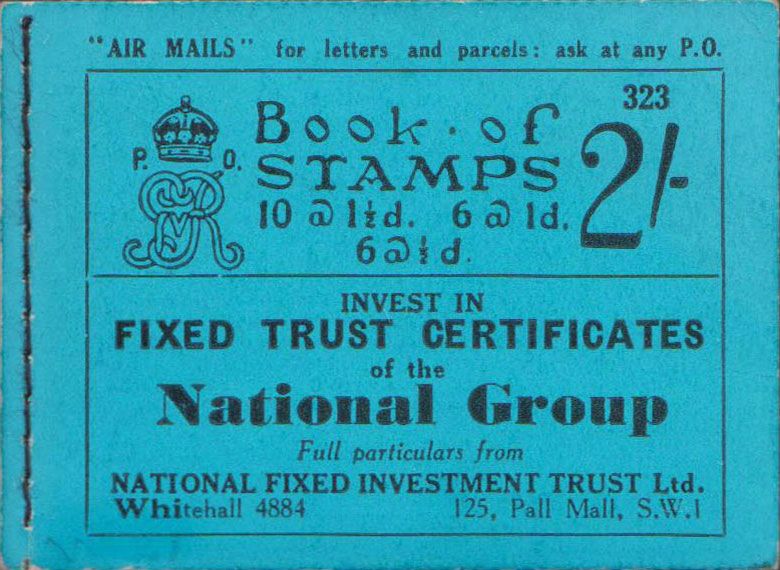 "AIR MAILS" for letters and parcels: ask at any P.O.
323
P. O.
GVR
Book · of
STAMPS
2/-
10 @ 1½d. 6 @ 1d.
6 @ ½d.
INVEST IN
FIXED TRUST CERTIFICATES
of the
National Group
Full particulars from
NATIONAL FIXED INVESTMENT TRUST Ltd.
Whitehall 4884 125, Pall Mall, S.W.1